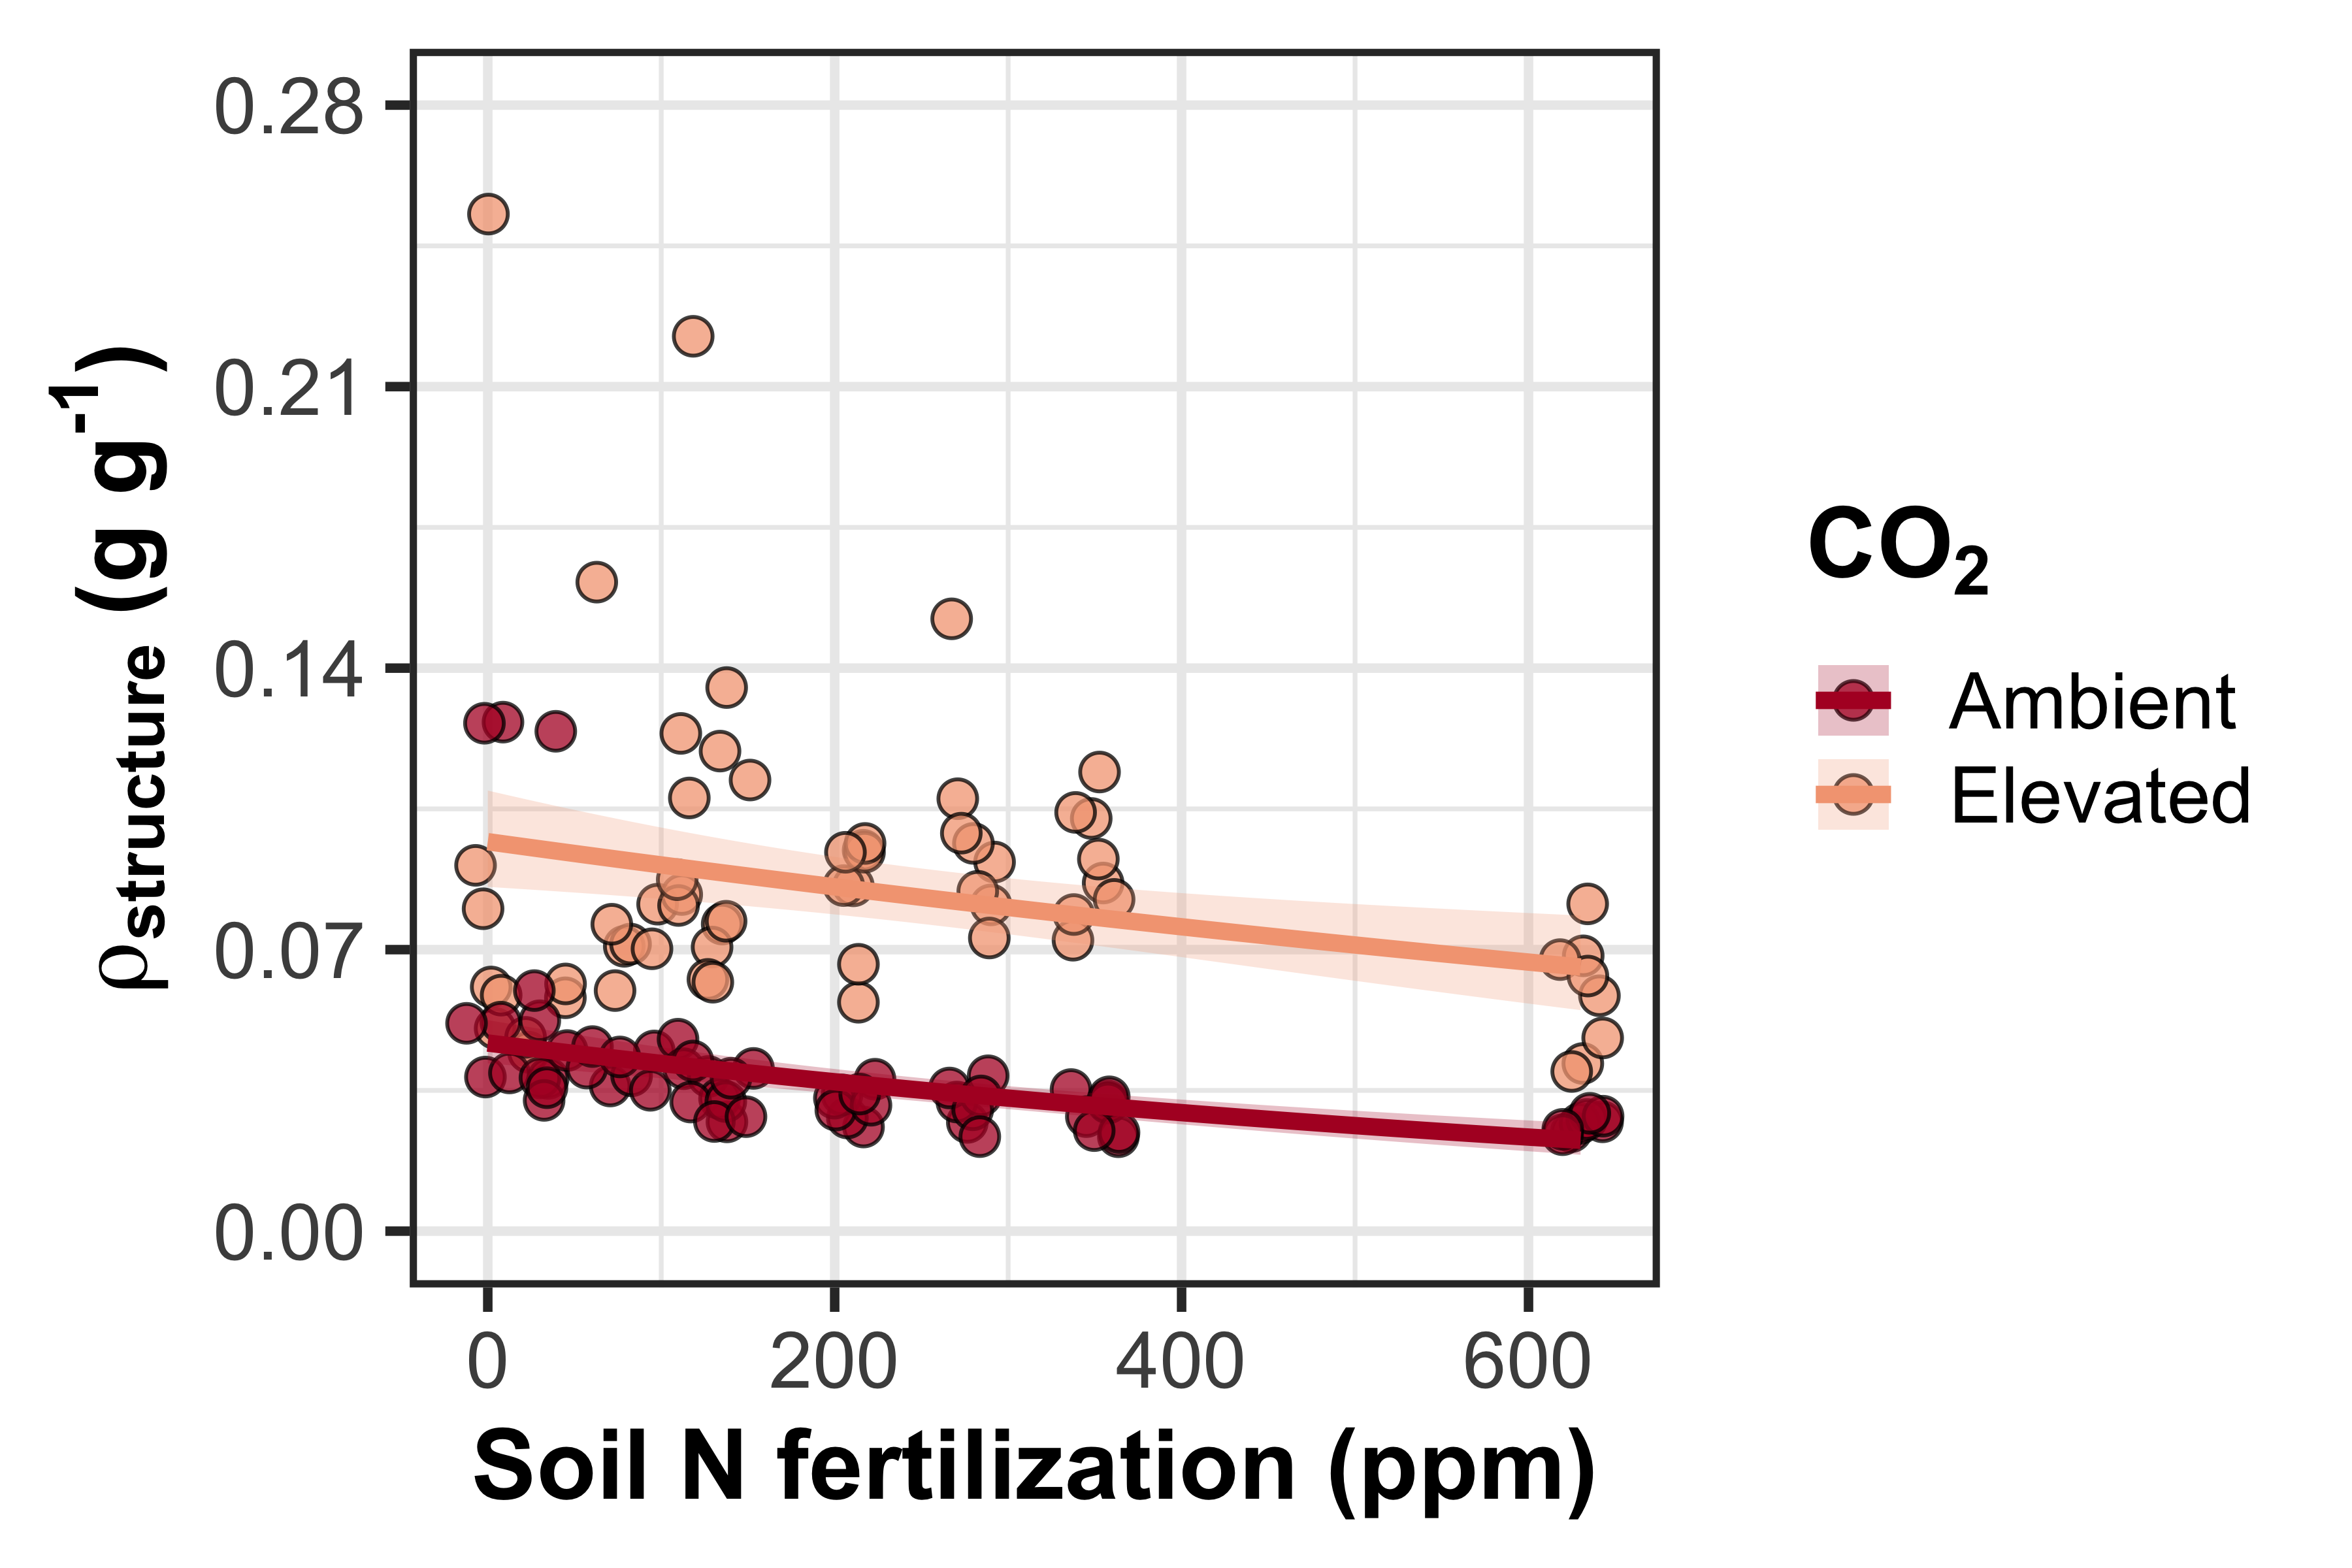 0.28
0.21
0.14
0.07
0.00
ρstructure (g g-1)
0 200 400 600
Soil N fertilization (ppm)
CO2
Ambient
Elevated